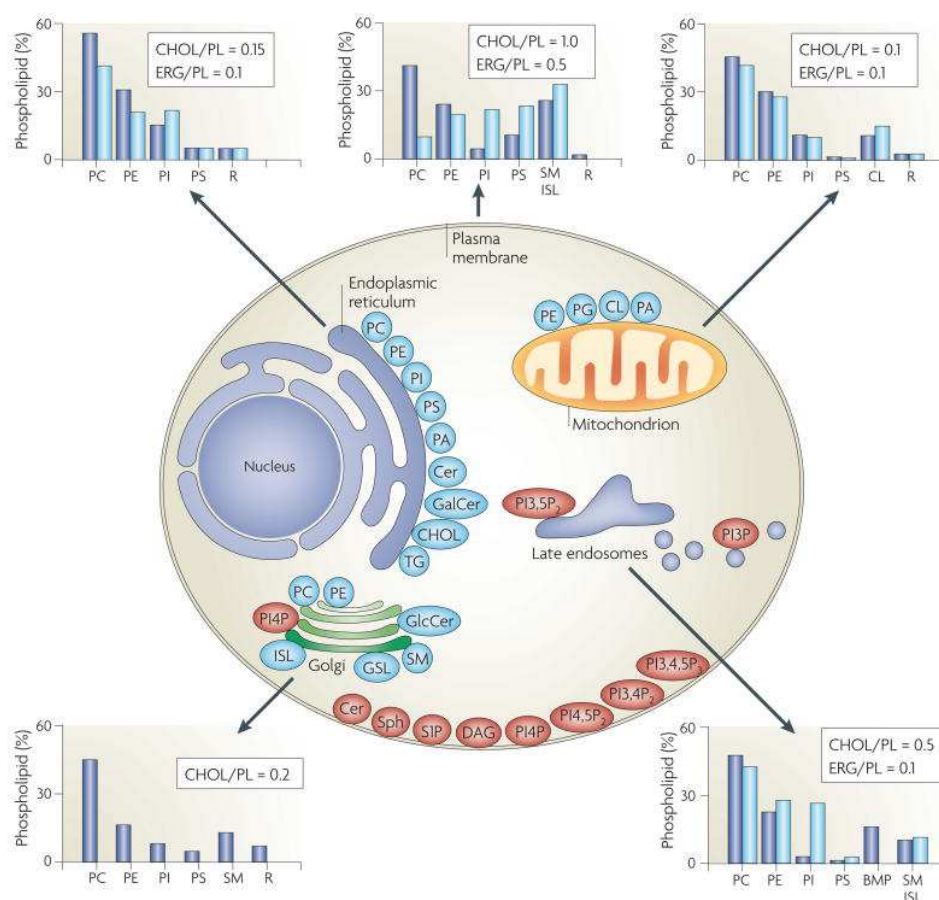 60
30
0
Phospholipid (%)
CHOL/PL = 0.15
ERG/PL = 0.1
PC PE PI PS R
60
30
0
Phospholipid (%)
CHOL/PL = 1.0
ERG/PL = 0.5
PC PE PI PS SM R
ISL
60
30
0
Phospholipid (%)
CHOL/PL = 0.1
ERG/PL = 0.1
PC PE PI PS CL R
Plasma
membrane
Endoplasmic
reticulum
PC
PE
PI
PS
PA
Cer
GalCer
CHOL
TG
Nucleus
PE PG CL PA
Mitochondrion
PI3,5P₂
Late endosomes
PI3P
PC PE
PI4P
GlcCer
ISL
Golgi
GSL
SM
Cer
Sph
S1P
DAG
PI4P
PI4,5P₂
PI3,4P₂
PI3,4,5P₃
60
30
0
Phospholipid (%)
CHOL/PL = 0.2
PC PE PI PS SM R
60
30
0
Phospholipid (%)
CHOL/PL = 0.5
ERG/PL = 0.1
PC PE PI PS BMP SM
ISL